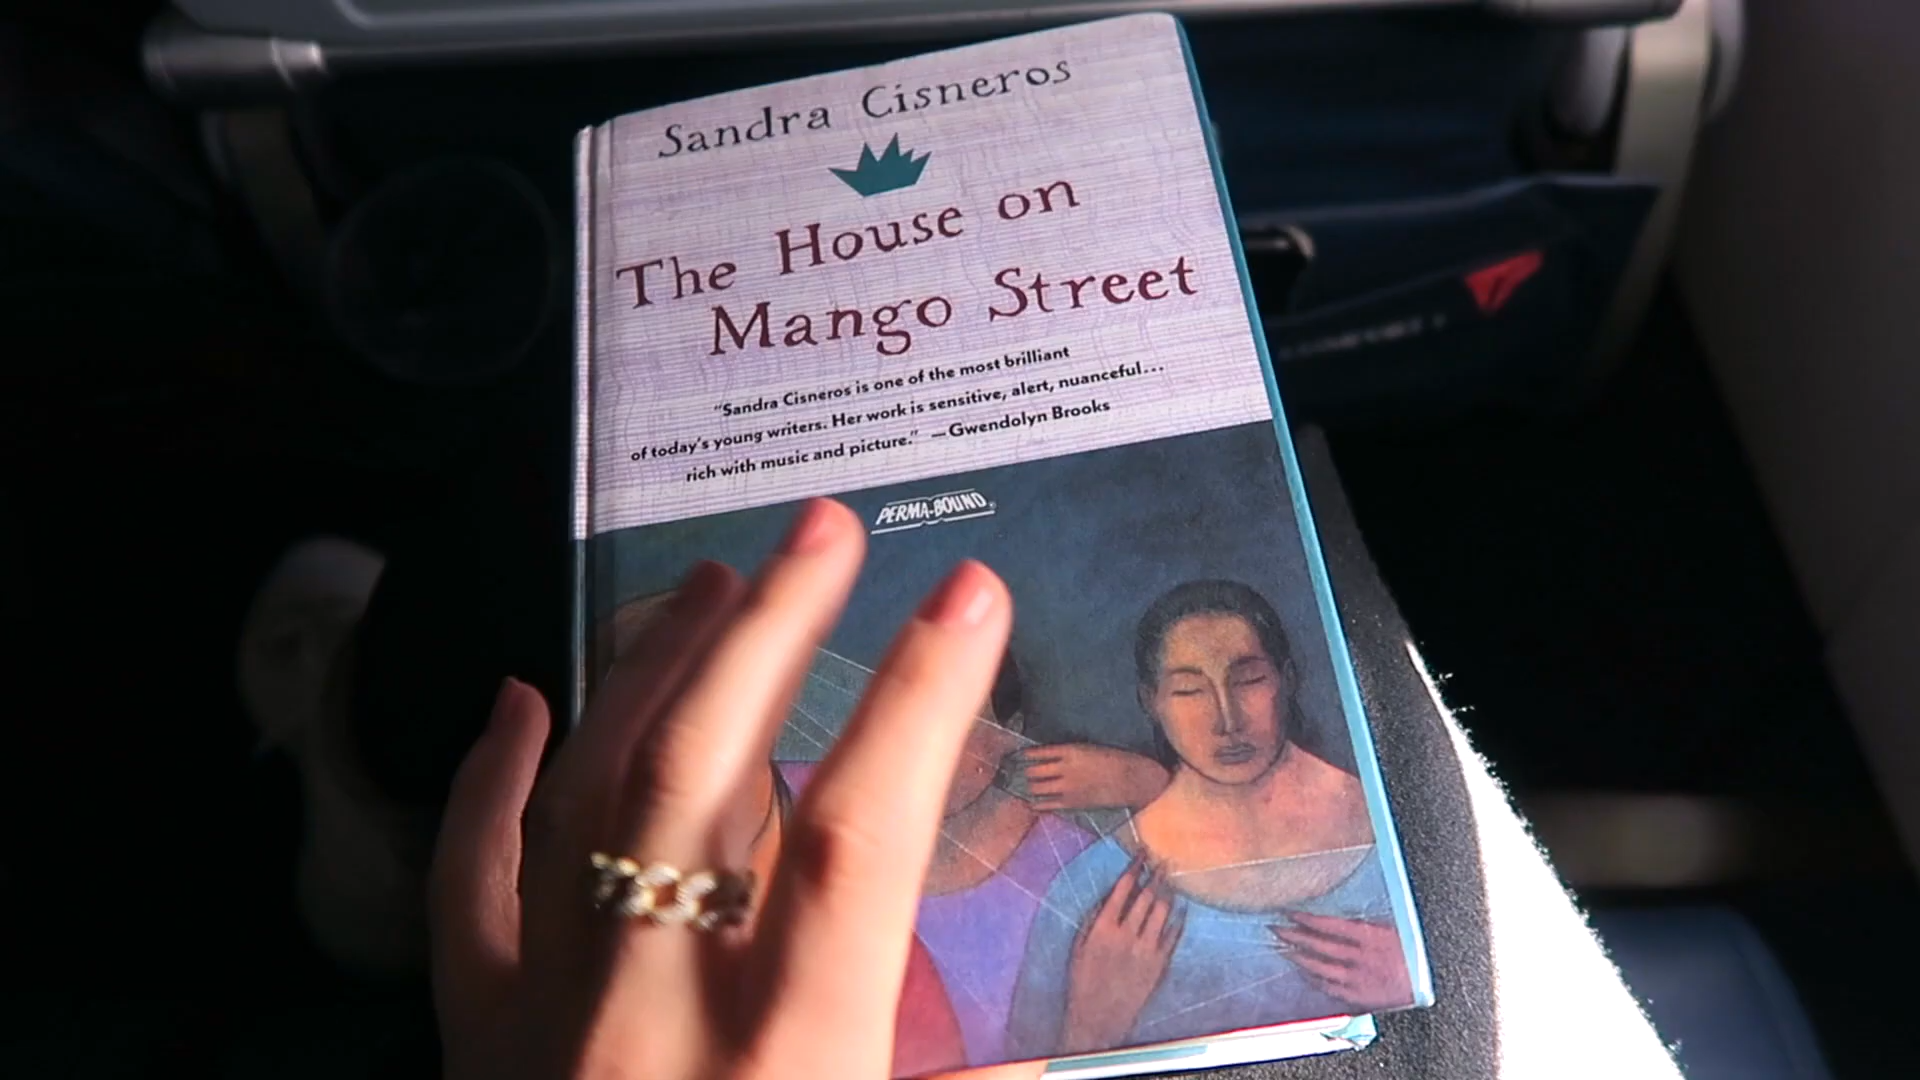 Sandra Cisneros
The House on
Mango Street
"Sandra Cisneros is one of the most brilliant
of today's young writers. Her work is sensitive, alert, nuanceful...
rich with music and picture." —Gwendolyn Brooks
PERMA-BOUND